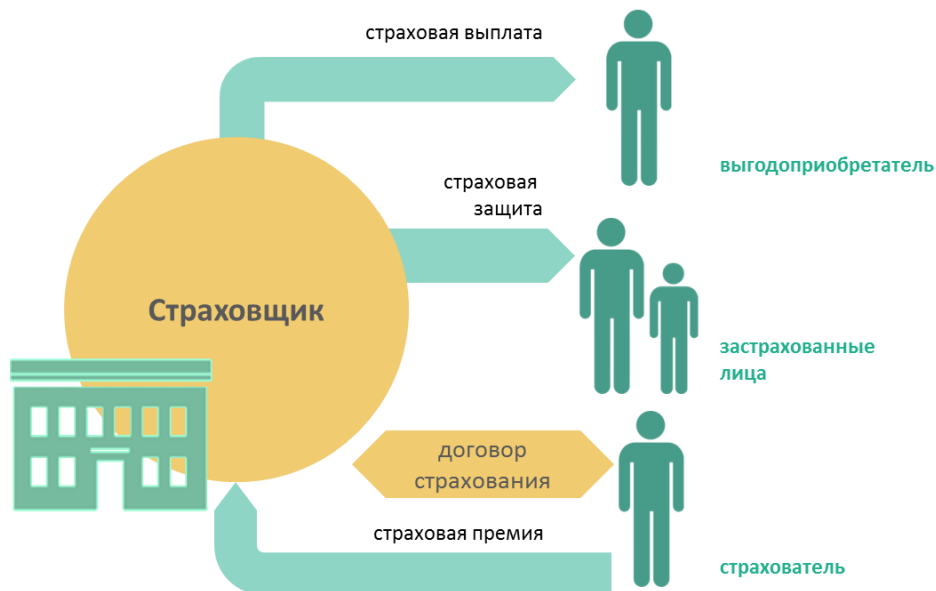 страховая выплата
выгодоприобретатель
страховая
защита
Страховщик
застрахованные
лица
договор
страхования
страховая премия
страхователь